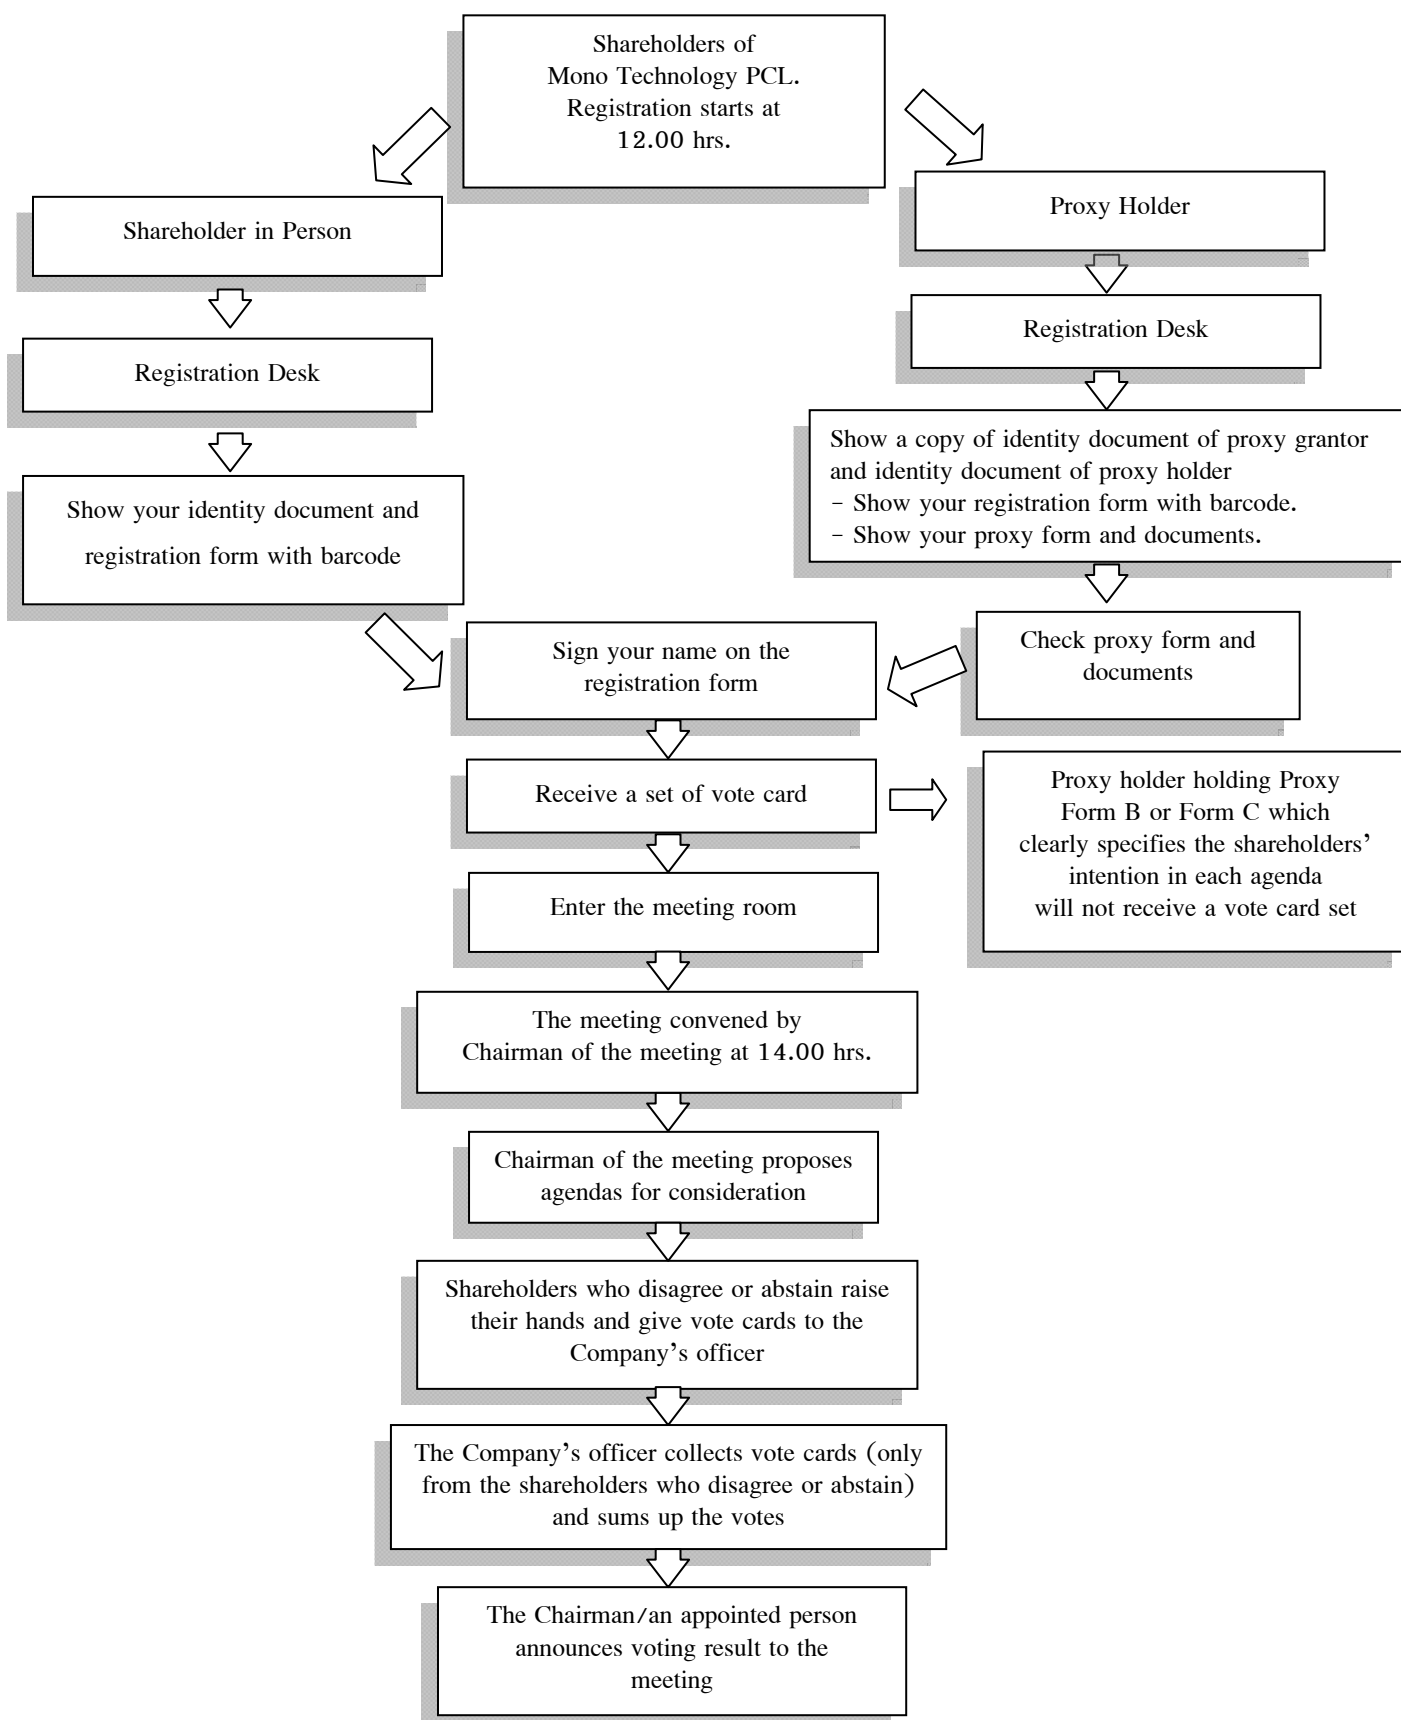 Shareholders of
Mono Technology PCL.
Registration starts at
12.00 hrs.
Shareholder in Person
Proxy Holder
Registration Desk
Registration Desk
Show your identity document and
registration form with barcode
Show a copy of identity document of proxy grantor
and identity document of proxy holder
- Show your registration form with barcode.
- Show your proxy form and documents.
Check proxy form and
documents
Sign your name on the
registration form
Receive a set of vote card
Proxy holder holding Proxy
Form B or Form C which
clearly specifies the shareholders’
intention in each agenda
will not receive a vote card set
Enter the meeting room
The meeting convened by
Chairman of the meeting at 14.00 hrs.
Chairman of the meeting proposes
agendas for consideration
Shareholders who disagree or abstain raise
their hands and give vote cards to the
Company’s officer
The Company’s officer collects vote cards (only
from the shareholders who disagree or abstain)
and sums up the votes
The Chairman/an appointed person
announces voting result to the
meeting